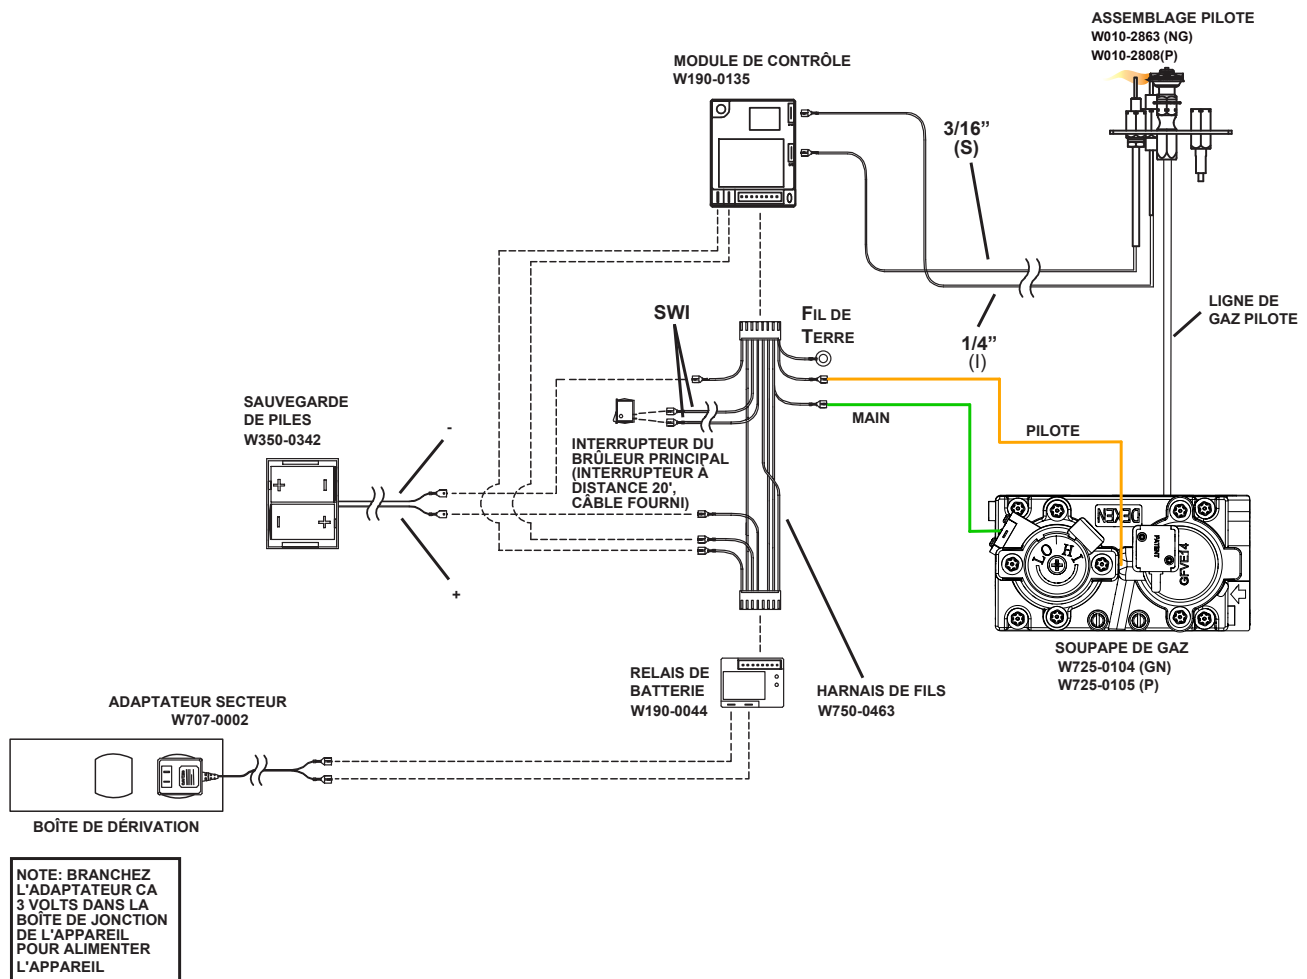 ASSEMBLAGE PILOTE
W010-2863 (NG)
W010-2808(P)
MODULE DE CONTRÔLE
W190-0135
3/16”
(S)
LIGNE DE
GAZ PILOTE
SWI
FIL DE
TERRE
1/4”
(I)
SAUVEGARDE
DE PILES
W350-0342
-
+
MAIN
PILOTE
INTERRUPTEUR DU
BRÛLEUR PRINCIPAL
(INTERRUPTEUR À
DISTANCE 20',
CÂBLE FOURNI)
DEXEN
LO HI
PATENT
GFVE14
SOUPAPE DE GAZ
W725-0104 (GN)
W725-0105 (P)
RELAIS DE
BATTERIE
W190-0044
HARNAIS DE FILS
W750-0463
ADAPTATEUR SECTEUR
W707-0002
BOÎTE DE DÉRIVATION
NOTE: BRANCHEZ
L'ADAPTATEUR CA
3 VOLTS DANS LA
BOÎTE DE JONCTION
DE L'APPAREIL
POUR ALIMENTER
L'APPAREIL